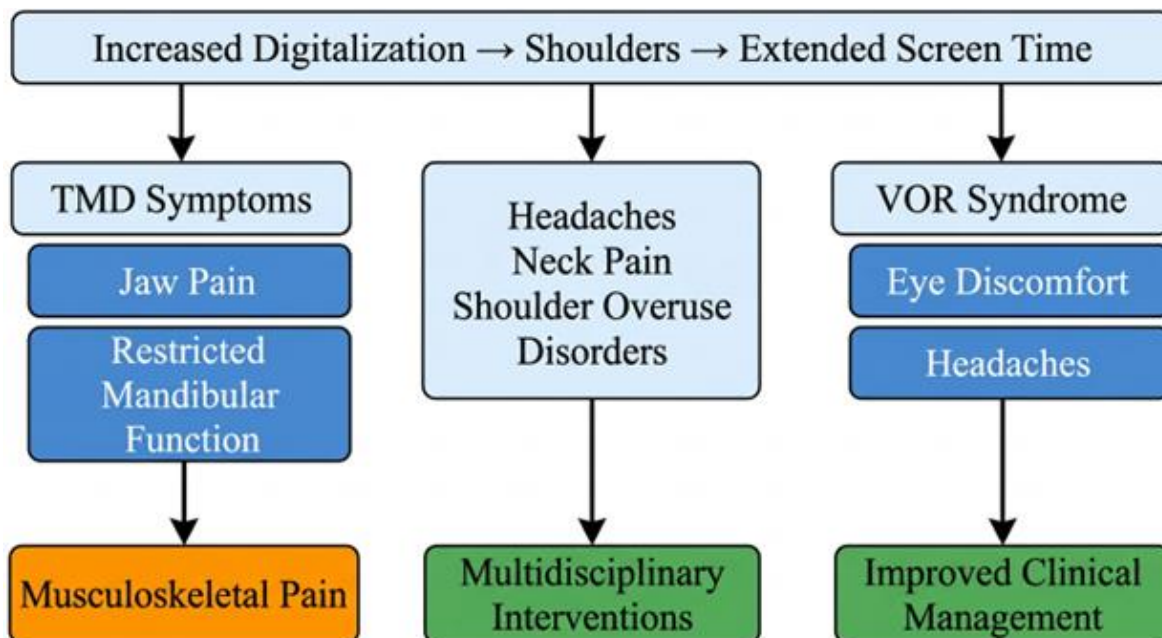 Increased Digitalization → Shoulders → Extended Screen Time
TMD Symptoms
Jaw Pain
Restricted
Mandibular
Function
Musculoskeletal Pain
Headaches
Neck Pain
Shoulder Overuse
Disorders
Multidisciplinary
Interventions
VOR Syndrome
Eye Discomfort
Headaches
Improved Clinical
Management